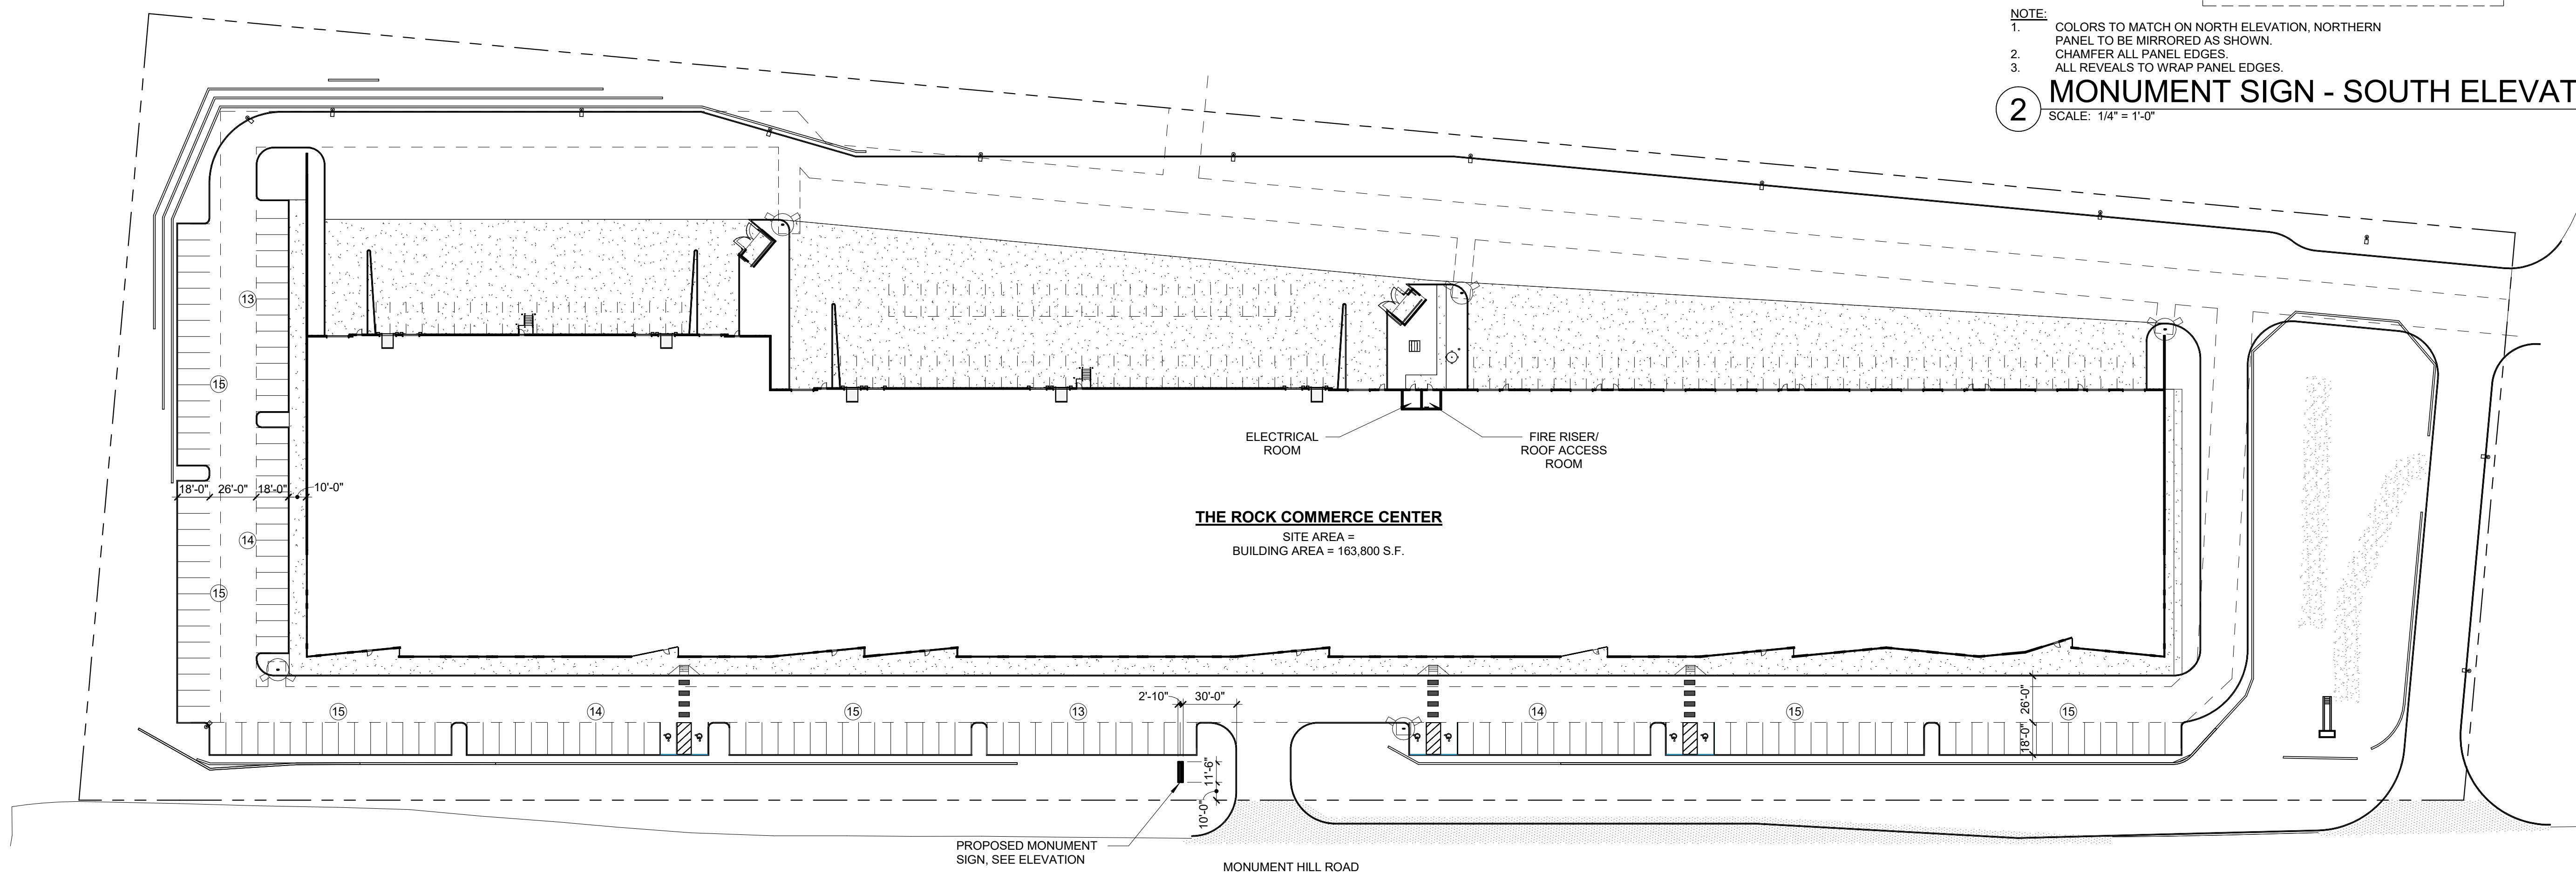 NOTE:
1. COLORS TO MATCH ON NORTH ELEVATION, NORTHERN
PANEL TO BE MIRRORED AS SHOWN.
2. CHAMFER ALL PANEL EDGES.
3. ALL REVEALS TO WRAP PANEL EDGES.
2 MONUMENT SIGN - SOUTH ELEVAT
SCALE: 1/4" = 1'-0"
13
15
ELECTRICAL
ROOM
FIRE RISER/
ROOF ACCESS
ROOM
18'-0" 26'-0" 18'-0" 10'-0"
THE ROCK COMMERCE CENTER
SITE AREA =
BUILDING AREA = 163,800 S.F.
14
15
2'-10" 30'-0"
26'-0"
15 14 15 13 14 15 15
18'-0"
11'-6"
10'-0"
PROPOSED MONUMENT
SIGN, SEE ELEVATION
MONUMENT HILL ROAD